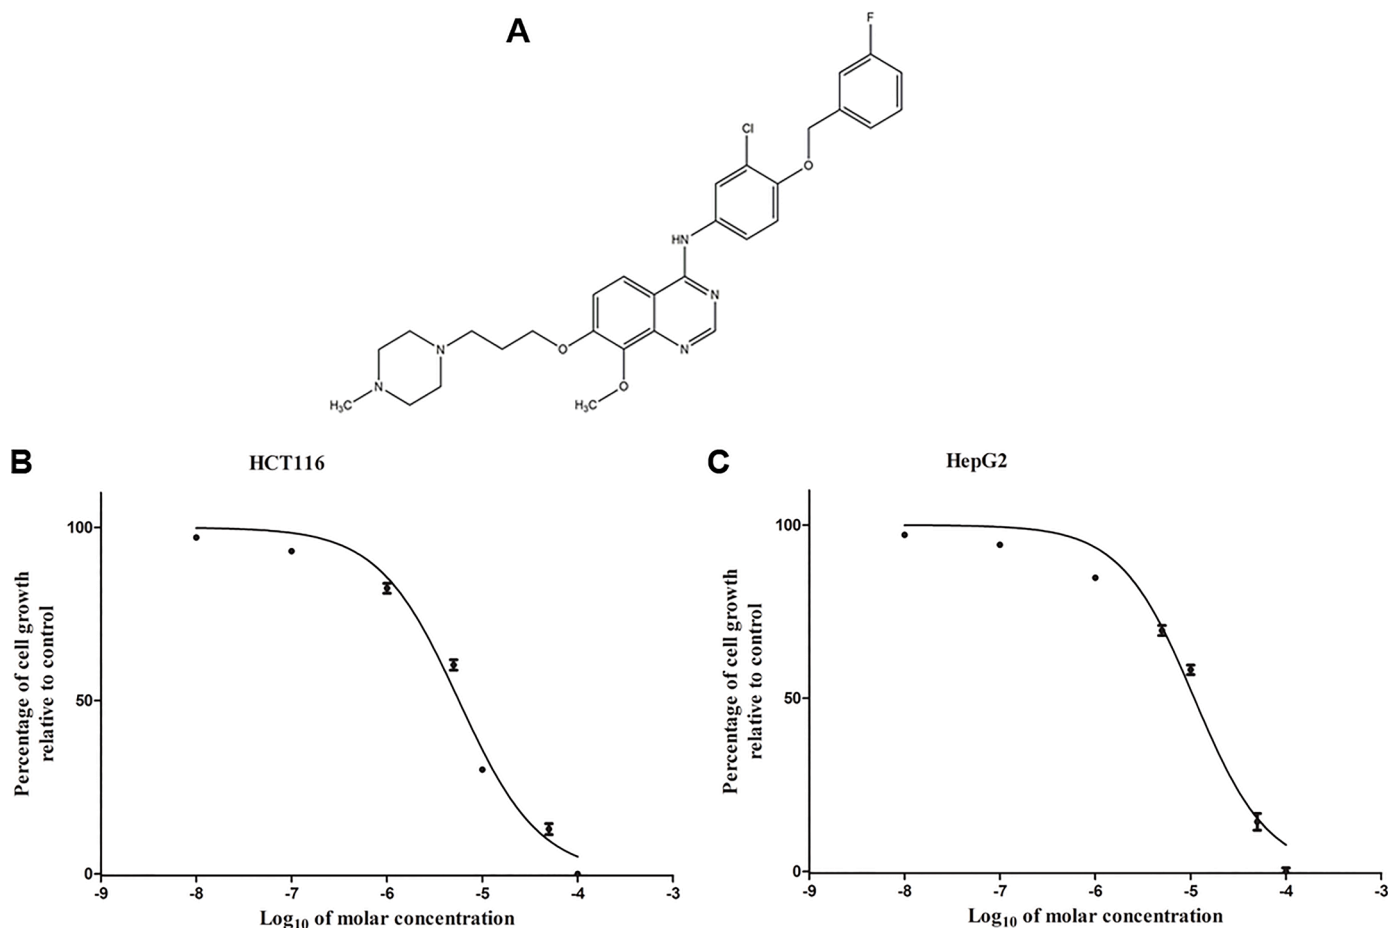 A
F
Cl
O
HN
N
N
O
N
N
H3C
O
H3C
B
HCT116
100
50
0
Percentage of cell growth
relative to control
-9 -8 -7 -6 -5 -4 -3
Log10 of molar concentration
C
HepG2
100
50
0
Percentage of cell growth
relative to control
-9 -8 -7 -6 -5 -4 -3
Log10 of molar concentration